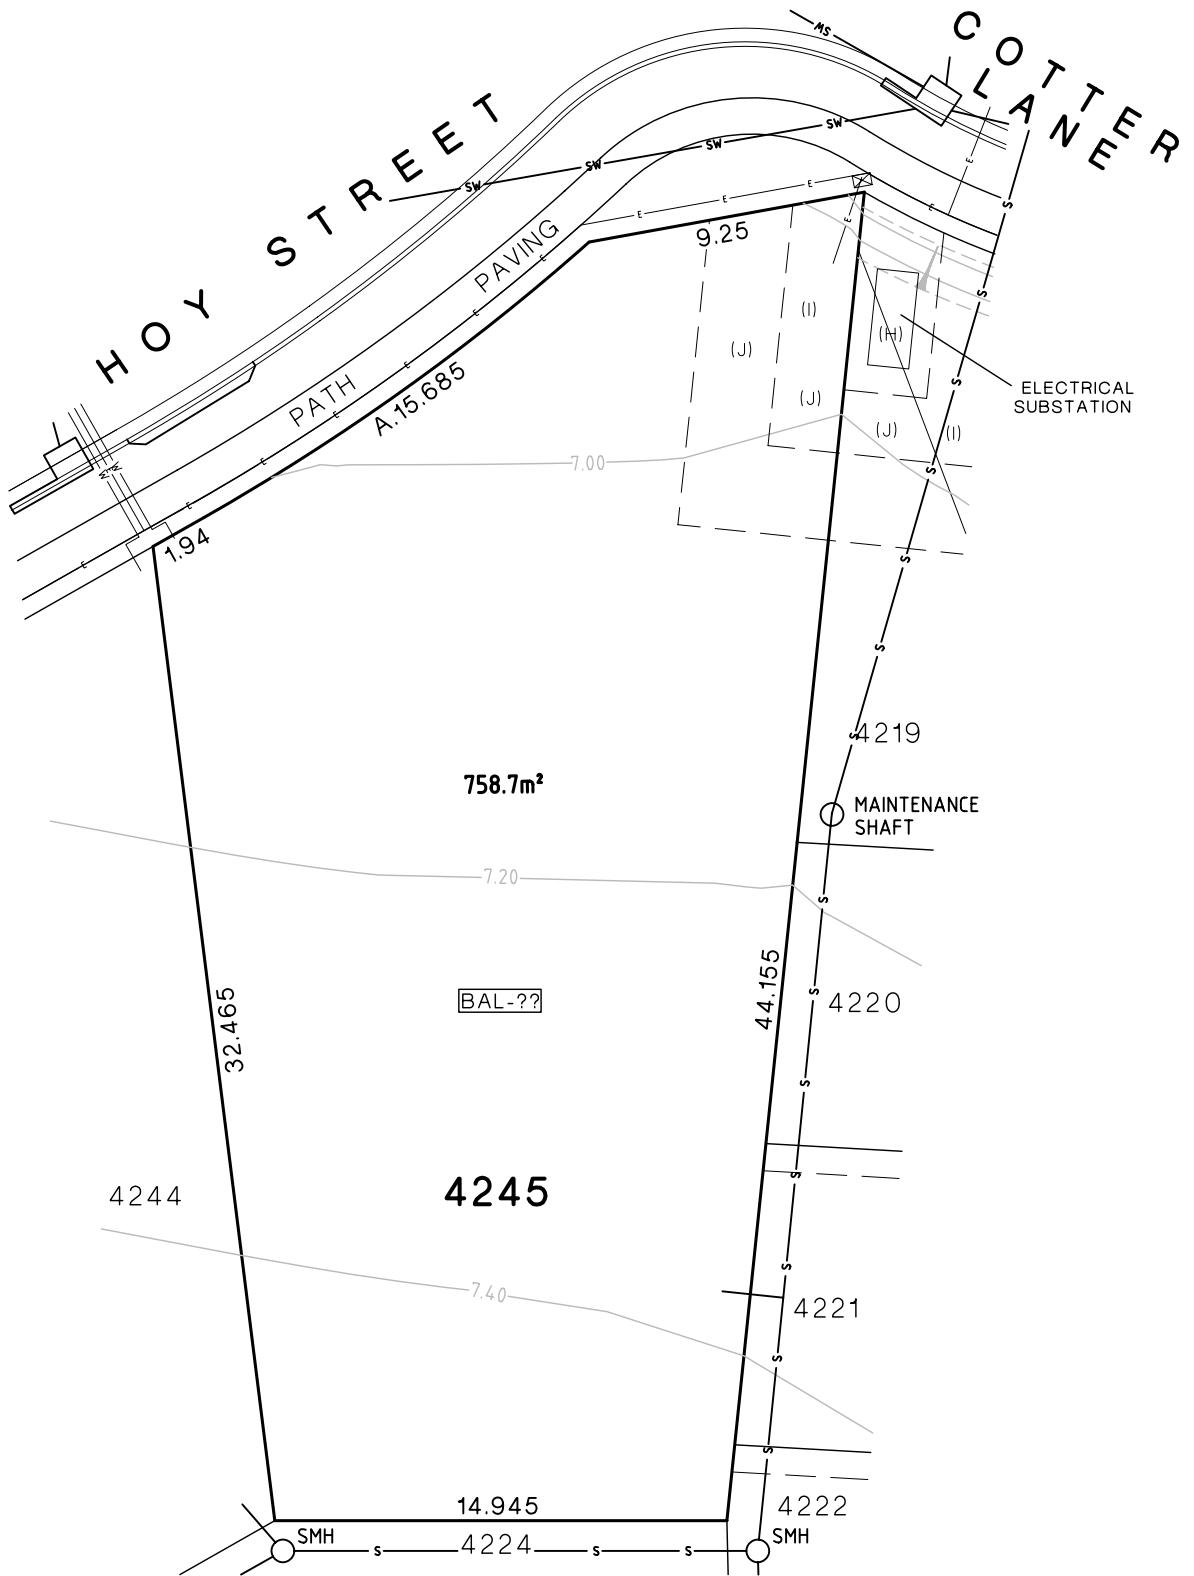 COTTER
LANE
HOY STREET
MS
SW
SW
SW
SW
E
E
E
E
E
E
S
S
9.25
PAVING
E
E
E
E
E
E
E
E
PATH
A.15.685
(I)
(J)
(H)
(J)
(J)
(I)
ELECTRICAL
SUBSTATION
S
S
S
S
S
7.00
1.94
W
W
4219
758.7m²
MAINTENANCE
SHAFT
7.20
S
32.465
BAL-??
44.155
S
4220
S
4244
4245
S
7.40
S
4221
S
S
14.945
4222
SMH
S
4224
S
S
SMH